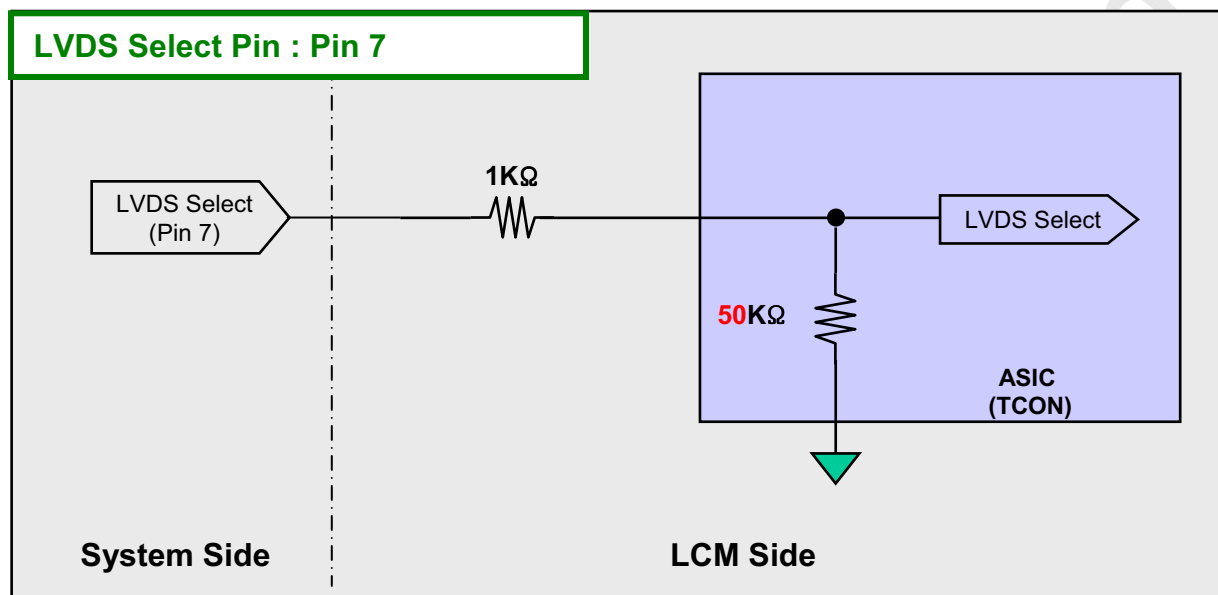 LVDS Select Pin : Pin 7
1KΩ
LVDS Select
(Pin 7)
LVDS Select
50KΩ
ASIC
(TCON)
System Side
LCM Side